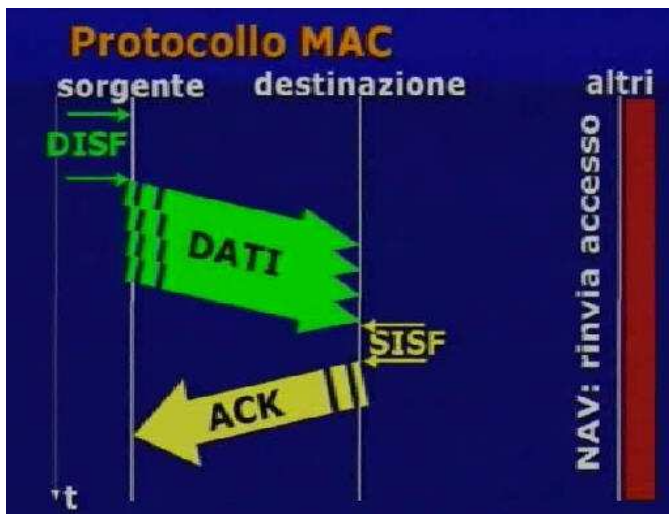 Protocollo MAC
sorgente destinazione altri
DISF
DATI
SISF
ACK
NAV: rinvia accesso
t